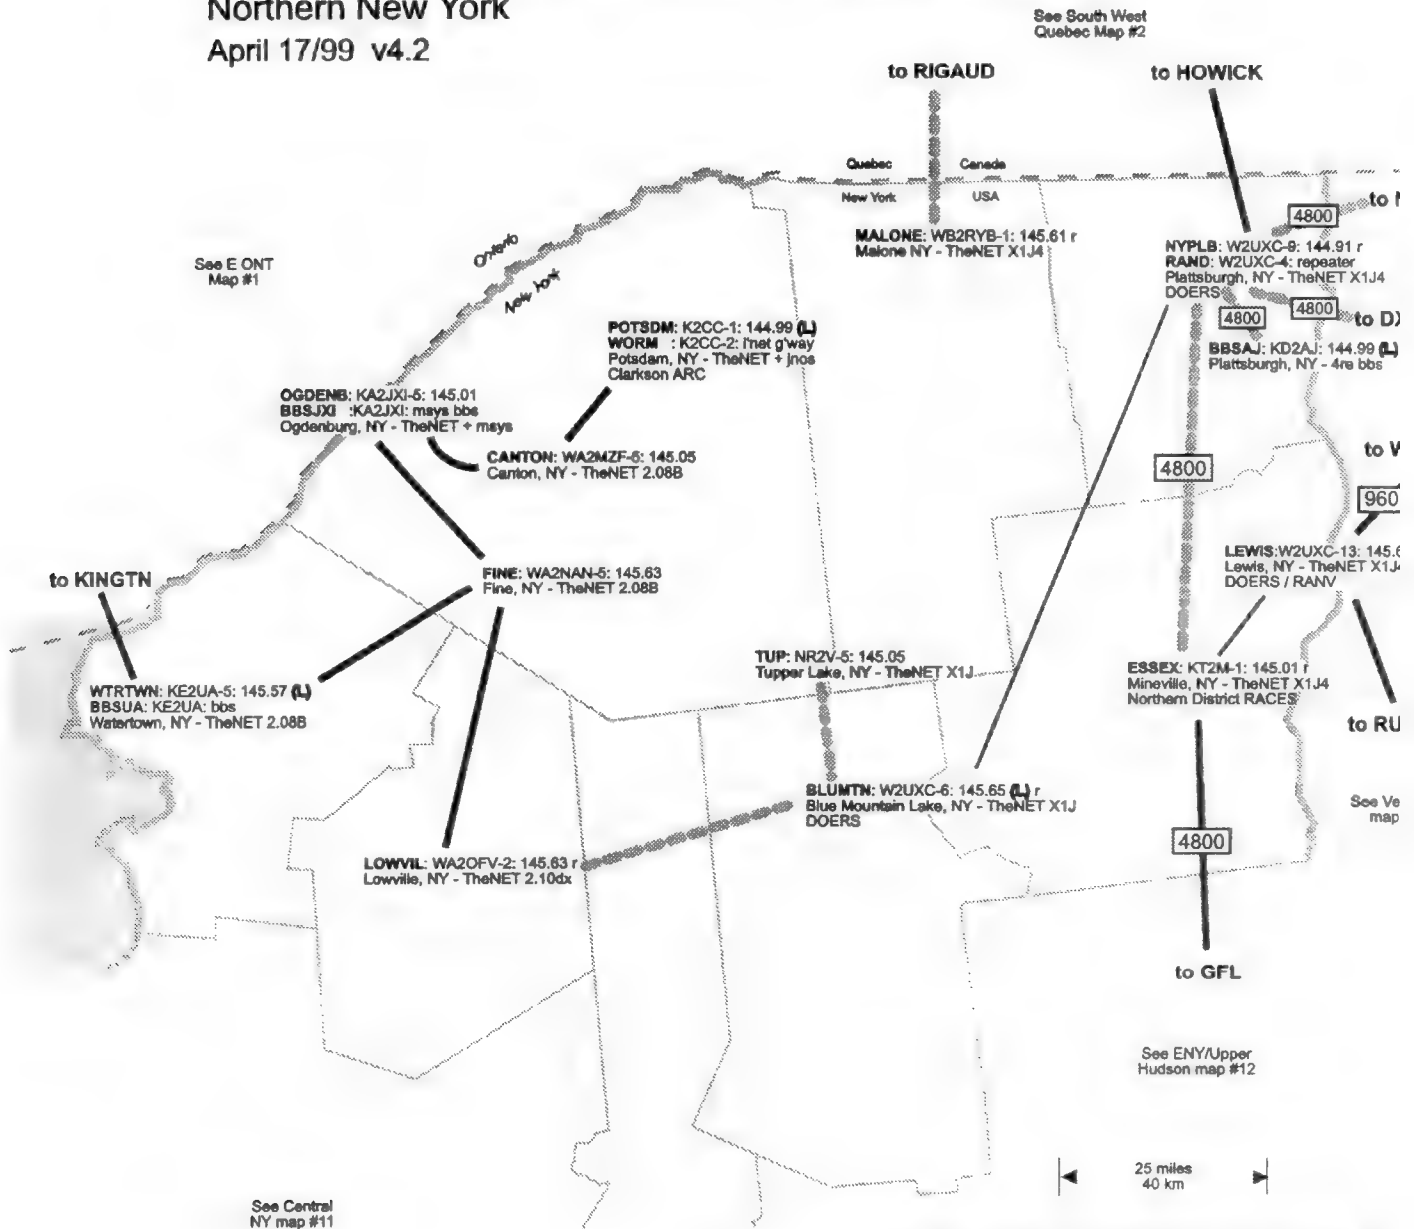 Northern New York
April 17/99 v4.2
See South West
Quebec Map #2
to RIGAUD
to HOWICK
Quebec
Canada
New York
USA
4800
to
MALONE: WB2RYB-1: 145.61 r
Malone NY - TheNET X1J4
NYPLB: W2UXC-9: 144.91 r
RAND: W2UXC-4: repeater
Plattsburgh, NY - TheNET X1J4
DOERS
See E ONT
Map #1
Ontario
New York
4800
4800
to DX
BBSAJ: KD2AJ: 144.99 (L)
Plattsburgh, NY - 4re bbs
POTSDM: K2CC-1: 144.99 (L)
WORM : K2CC-2: i'net g'way
Potsdam, NY - TheNET + jnos
Clarkson ARC
OGDENB: KA2JXI-5: 145.01
BBSJXI :KA2JXI: msys bbs
Ogdenburg, NY - TheNET + msys
CANTON: WA2MZF-5: 145.05
Canton, NY - TheNET 2.08B
to
4800
960
LEWIS:W2UXC-13: 145.6
Lewis, NY - TheNET X1J4
DOERS / RANV
to KINGTN
FINE: WA2NAN-5: 145.63
Fine, NY - TheNET 2.08B
TUP: NR2V-5: 145.05
Tupper Lake, NY - TheNET X1J
ESSEX: KT2M-1: 145.01 r
Mineville, NY - TheNET X1J4
Northern District RACES
WTRTWN: KE2UA-5: 145.57 (L)
BBSUA: KE2UA: bbs
Watertown, NY - TheNET 2.08B
to RU
BLUMTN: W2UXC-6: 145.65 (L) r
Blue Mountain Lake, NY - TheNET X1J
DOERS
See Ve
map
4800
LOWVIL: WA2OFV-2: 145.63 r
Lowville, NY - TheNET 2.10dx
to GFL
See ENY/Upper
Hudson map #12
25 miles
40 km
See Central
NY map #11